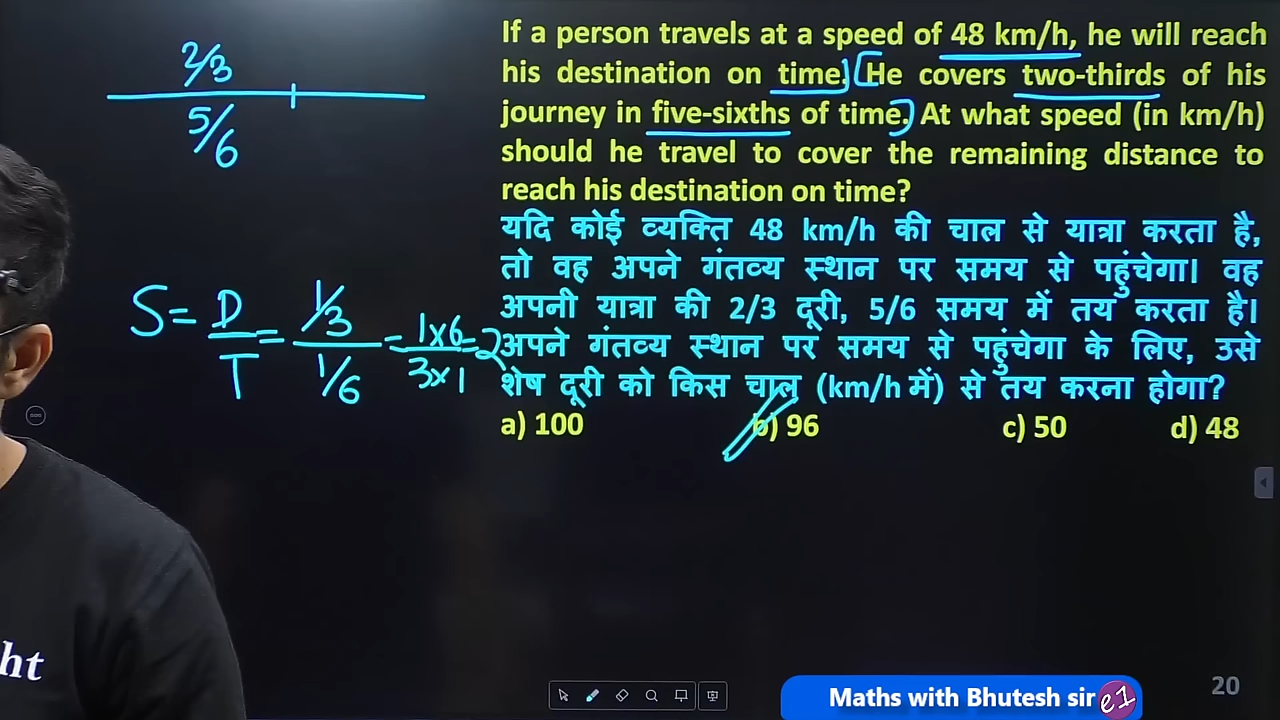 2/3
5/6
S = D/T = 1/3 / 1/6 = 1×6/3×1 = 2
If a person travels at a speed of 48 km/h, he will reach
his destination on time. He covers two-thirds of his
journey in five-sixths of time. At what speed (in km/h)
should he travel to cover the remaining distance to
reach his destination on time?
यदि कोई व्यक्ति 48 km/h की चाल से यात्रा करता है,
तो वह अपने गंतव्य स्थान पर समय से पहुंचेगा। वह
अपनी यात्रा की 2/3 दूरी, 5/6 समय में तय करता है।
अपने गंतव्य स्थान पर समय से पहुंचेगा के लिए, उसे
शेष दूरी को किस चाल (km/h में) से तय करना होगा?
a) 100 b) 96 c) 50 d) 48
ht
Maths with Bhutesh sir e1
20